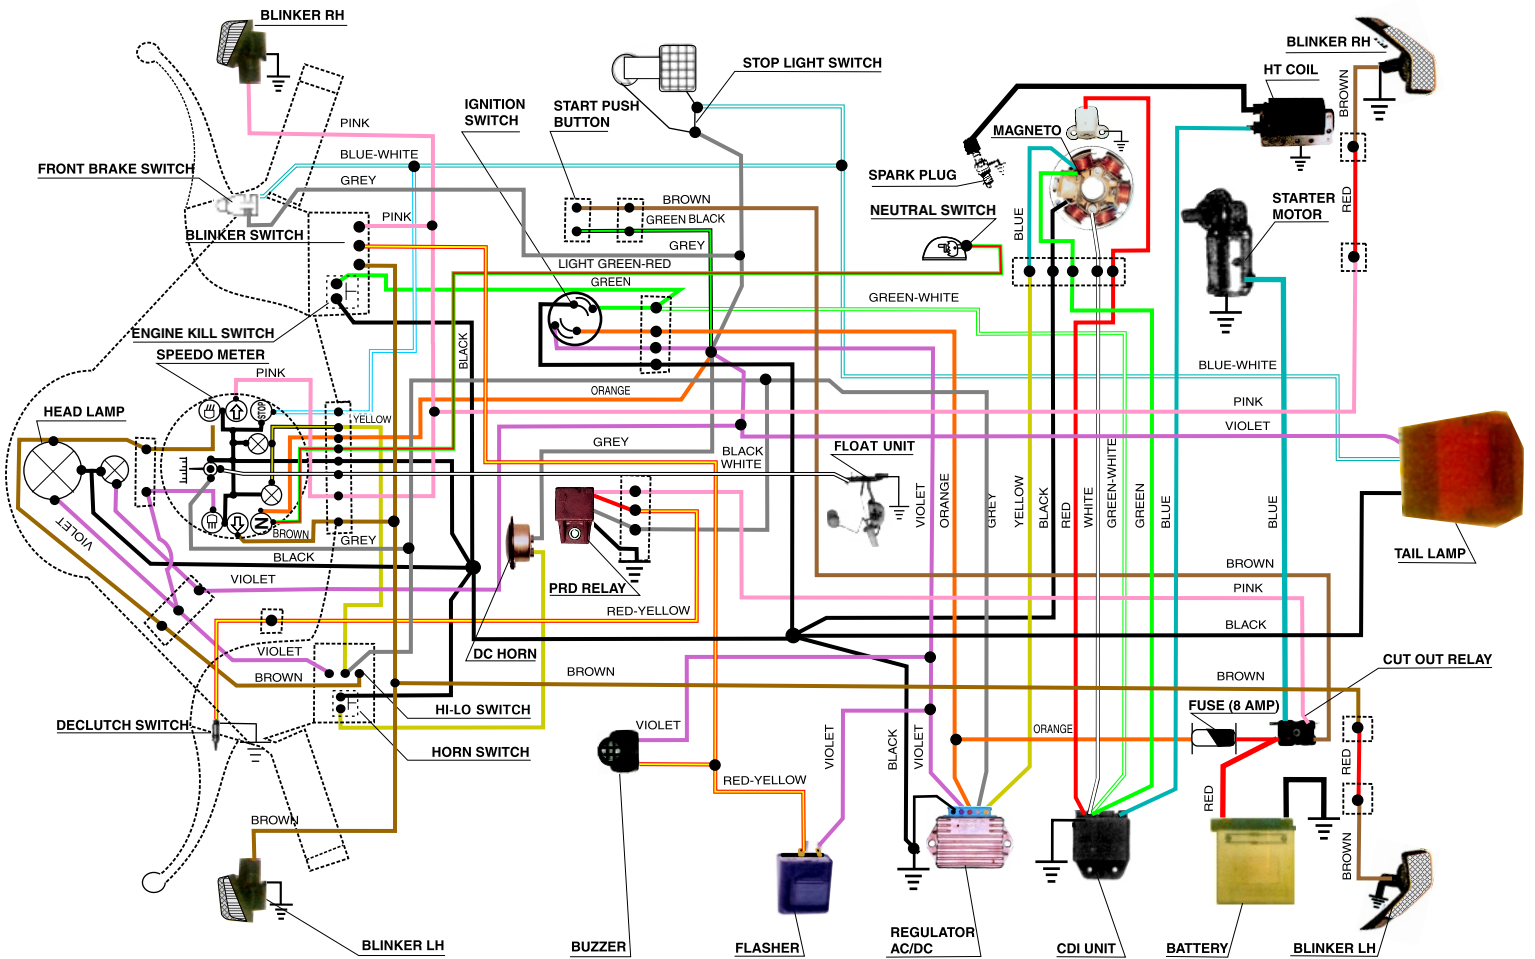 BLINKER RH
STOP LIGHT SWITCH
BLINKER RH
HT COIL
IGNITION
SWITCH
START PUSH
BUTTON
BROWN
PINK
MAGNETO
BLUE-WHITE
FRONT BRAKE SWITCH
GREY
SPARK PLUG
RED
STARTER
MOTOR
BROWN
NEUTRAL SWITCH
PINK
GREEN BLACK
BLUE
BLINKER SWITCH
GREY
LIGHT GREEN-RED
GREEN
GREEN-WHITE
ENGINE KILL SWITCH
BLACK
SPEEDO METER
BLUE-WHITE
PINK
ORANGE
PINK
HEAD LAMP
STOP
YELLOW
VIOLET
GREY
BLACK
WHITE
FLOAT UNIT
VIOLET
ORANGE
GREY
YELLOW
BLACK
RED
WHITE
GREEN-WHITE
GREEN
BLUE
BLUE
N
VIOLET
BROWN
GREY
BLACK
TAIL LAMP
BROWN
VIOLET
PRD RELAY
PINK
RED-YELLOW
BLACK
VIOLET
DC HORN
CUT OUT RELAY
BROWN
BROWN
BROWN
HI-LO SWITCH
FUSE (8 AMP)
DECLUTCH SWITCH
VIOLET
ORANGE
HORN SWITCH
VIOLET
BLACK
VIOLET
RED
RED-YELLOW
RED
BROWN
BROWN
BLINKER LH
BUZZER
FLASHER
REGULATOR
AC/DC
CDI UNIT
BATTERY
BLINKER LH